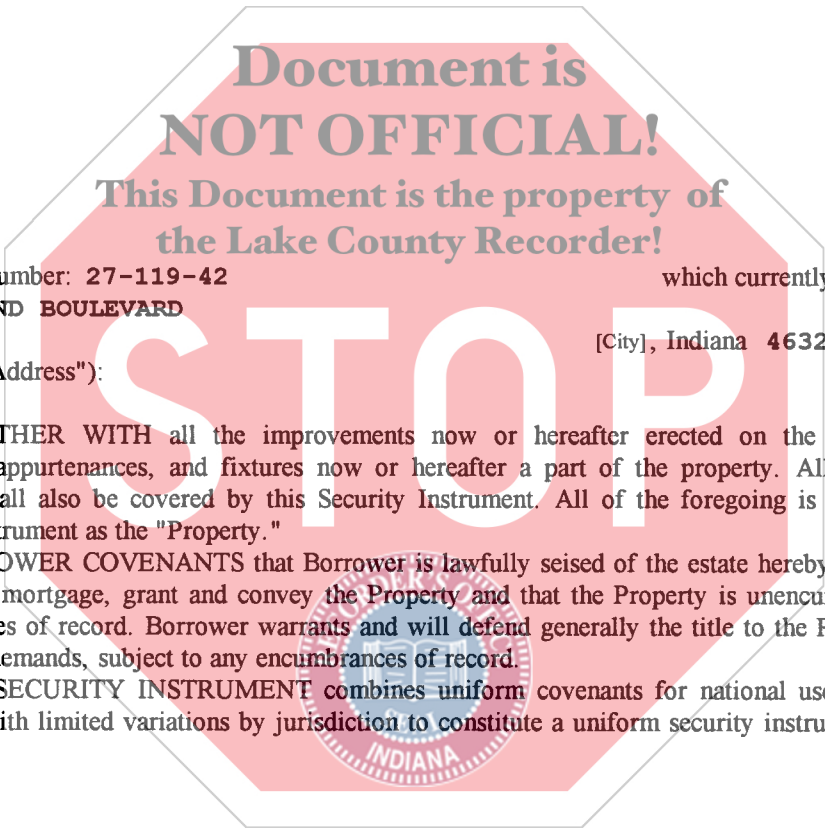 Document is
NOT OFFICIAL!
This Document is the property of
the Lake County Recorder!
umber: 27-119-42 which currently
ND BOULEVARD
[City], Indiana 4632
Address"):
STOP
THER WITH all the improvements now or hereafter erected on the
appurtenances, and fixtures now or hereafter a part of the property. All
all also be covered by this Security Instrument. All of the foregoing is
trument as the "Property."
OWER COVENANTS that Borrower is lawfully seised of the estate hereby
mortgage, grant and convey the Property and that the Property is unencu
es of record. Borrower warrants and will defend generally the title to the P
emands, subject to any encumbrances of record.
SECURITY INSTRUMENT combines uniform covenants for national use
ith limited variations by jurisdiction to constitute a uniform security instru
RECORDER'S OFFICE
SEAL
INDIANA